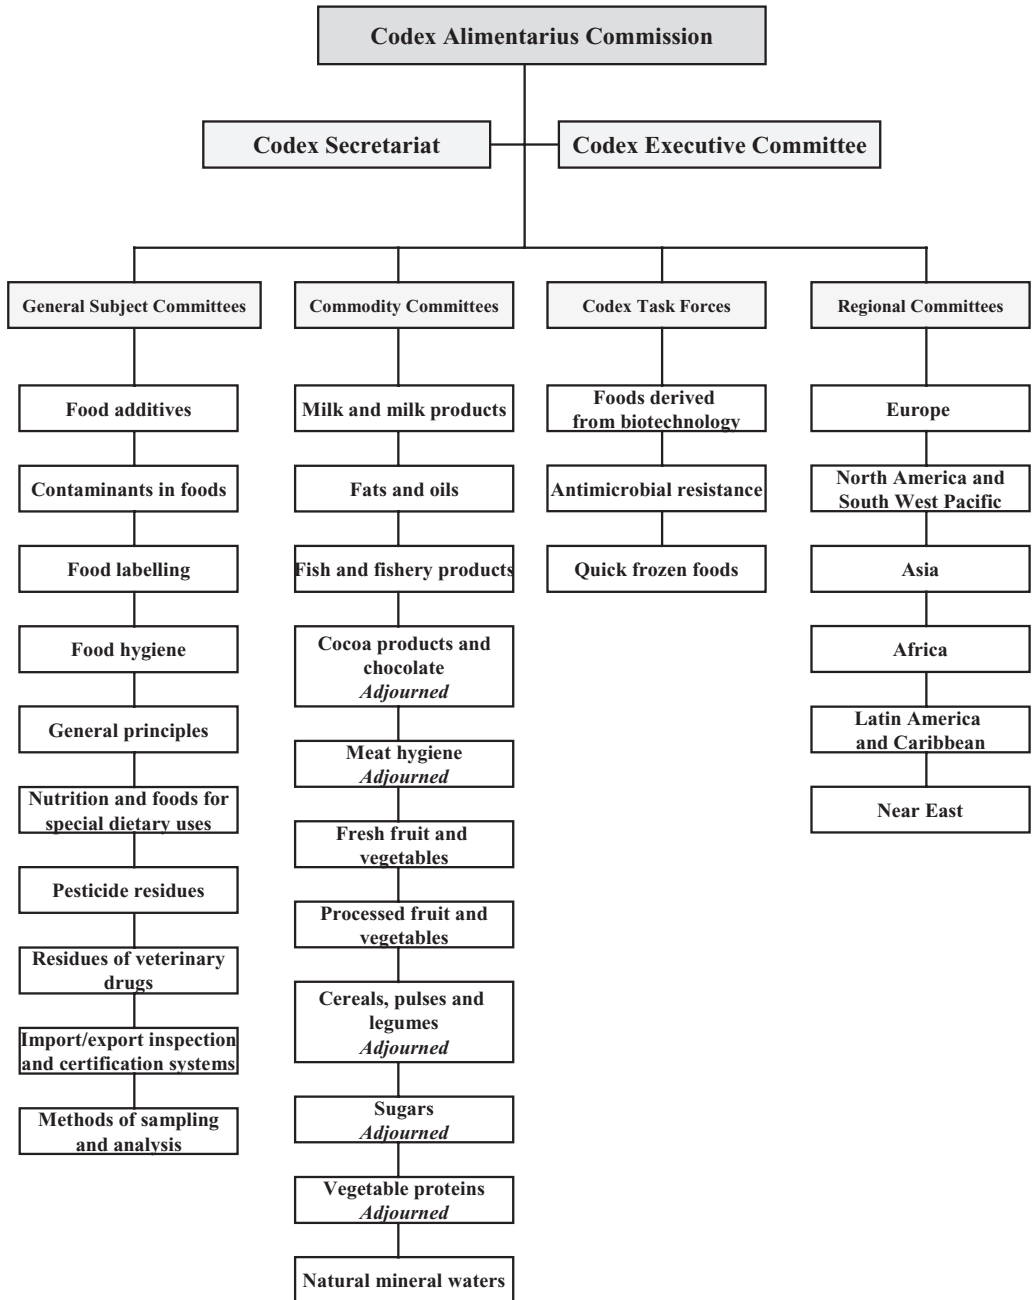 Codex Alimentarius Commission
Codex Secretariat
Codex Executive Committee
General Subject Committees
Commodity Committees
Codex Task Forces
Regional Committees
Food additives
Contaminants in foods
Food labelling
Food hygiene
General principles
Nutrition and foods for
special dietary uses
Pesticide residues
Residues of veterinary
drugs
Import/export inspection
and certification systems
Methods of sampling
and analysis
Milk and milk products
Fats and oils
Fish and fishery products
Cocoa products and
chocolate
Adjourned
Meat hygiene
Adjourned
Fresh fruit and
vegetables
Processed fruit and
vegetables
Cereals, pulses and
legumes
Adjourned
Sugars
Adjourned
Vegetable proteins
Adjourned
Natural mineral waters
Foods derived
from biotechnology
Antimicrobial resistance
Quick frozen foods
Europe
North America and
South West Pacific
Asia
Africa
Latin America
and Caribbean
Near East